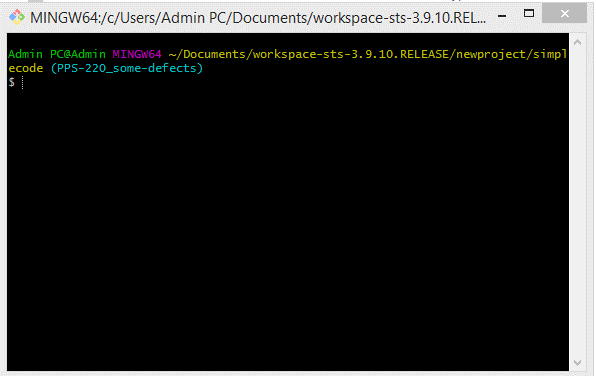 MINGW64:/c/Users/Admin PC/Documents/workspace-sts-3.9.10.REL...
Admin PC@Admin MINGW64 ~/Documents/workspace-sts-3.9.10.RELEASE/newproject/simpl
ecode (PPS-220_some-defects)
$